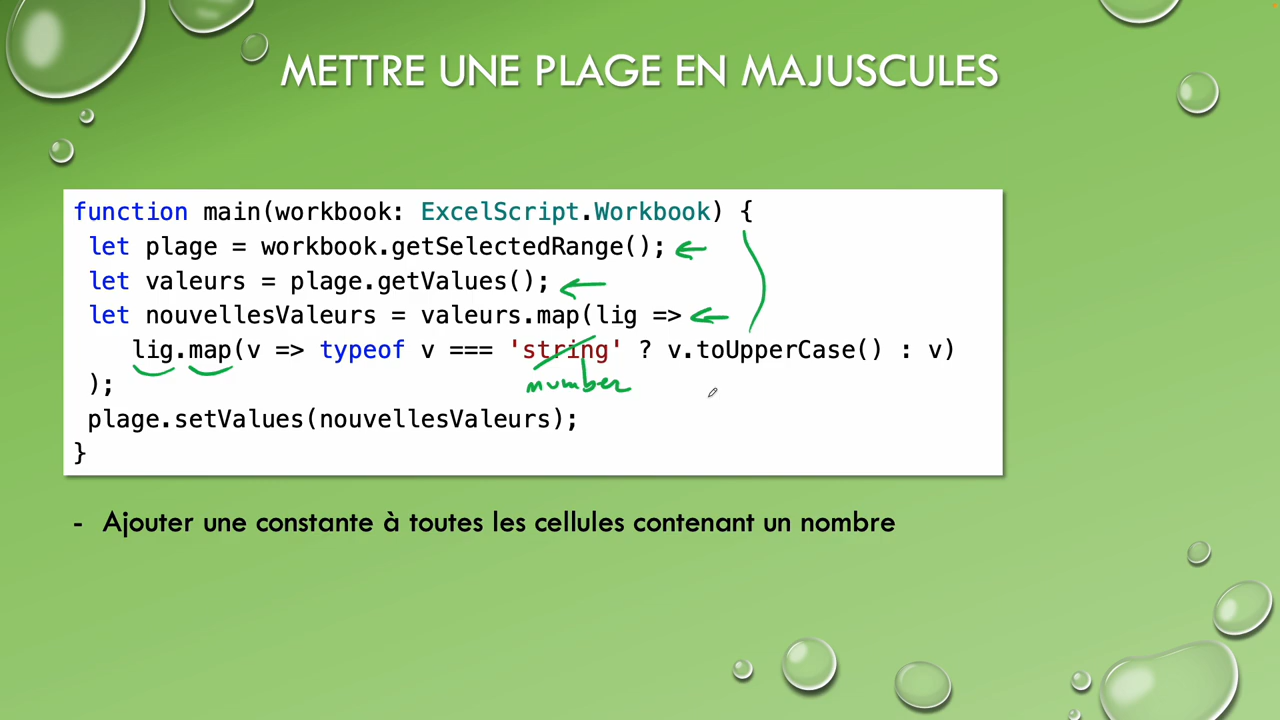 METTRE UNE PLAGE EN MAJUSCULES
function main(workbook: ExcelScript.Workbook) {
let plage = workbook.getSelectedRange();
let valeurs = plage.getValues();
let nouvellesValeurs = valeurs.map(lig =>
lig.map(v => typeof v === 'string' ? v.toUpperCase() : v)
number
);
plage.setValues(nouvellesValeurs);
}
- Ajouter une constante à toutes les cellules contenant un nombre